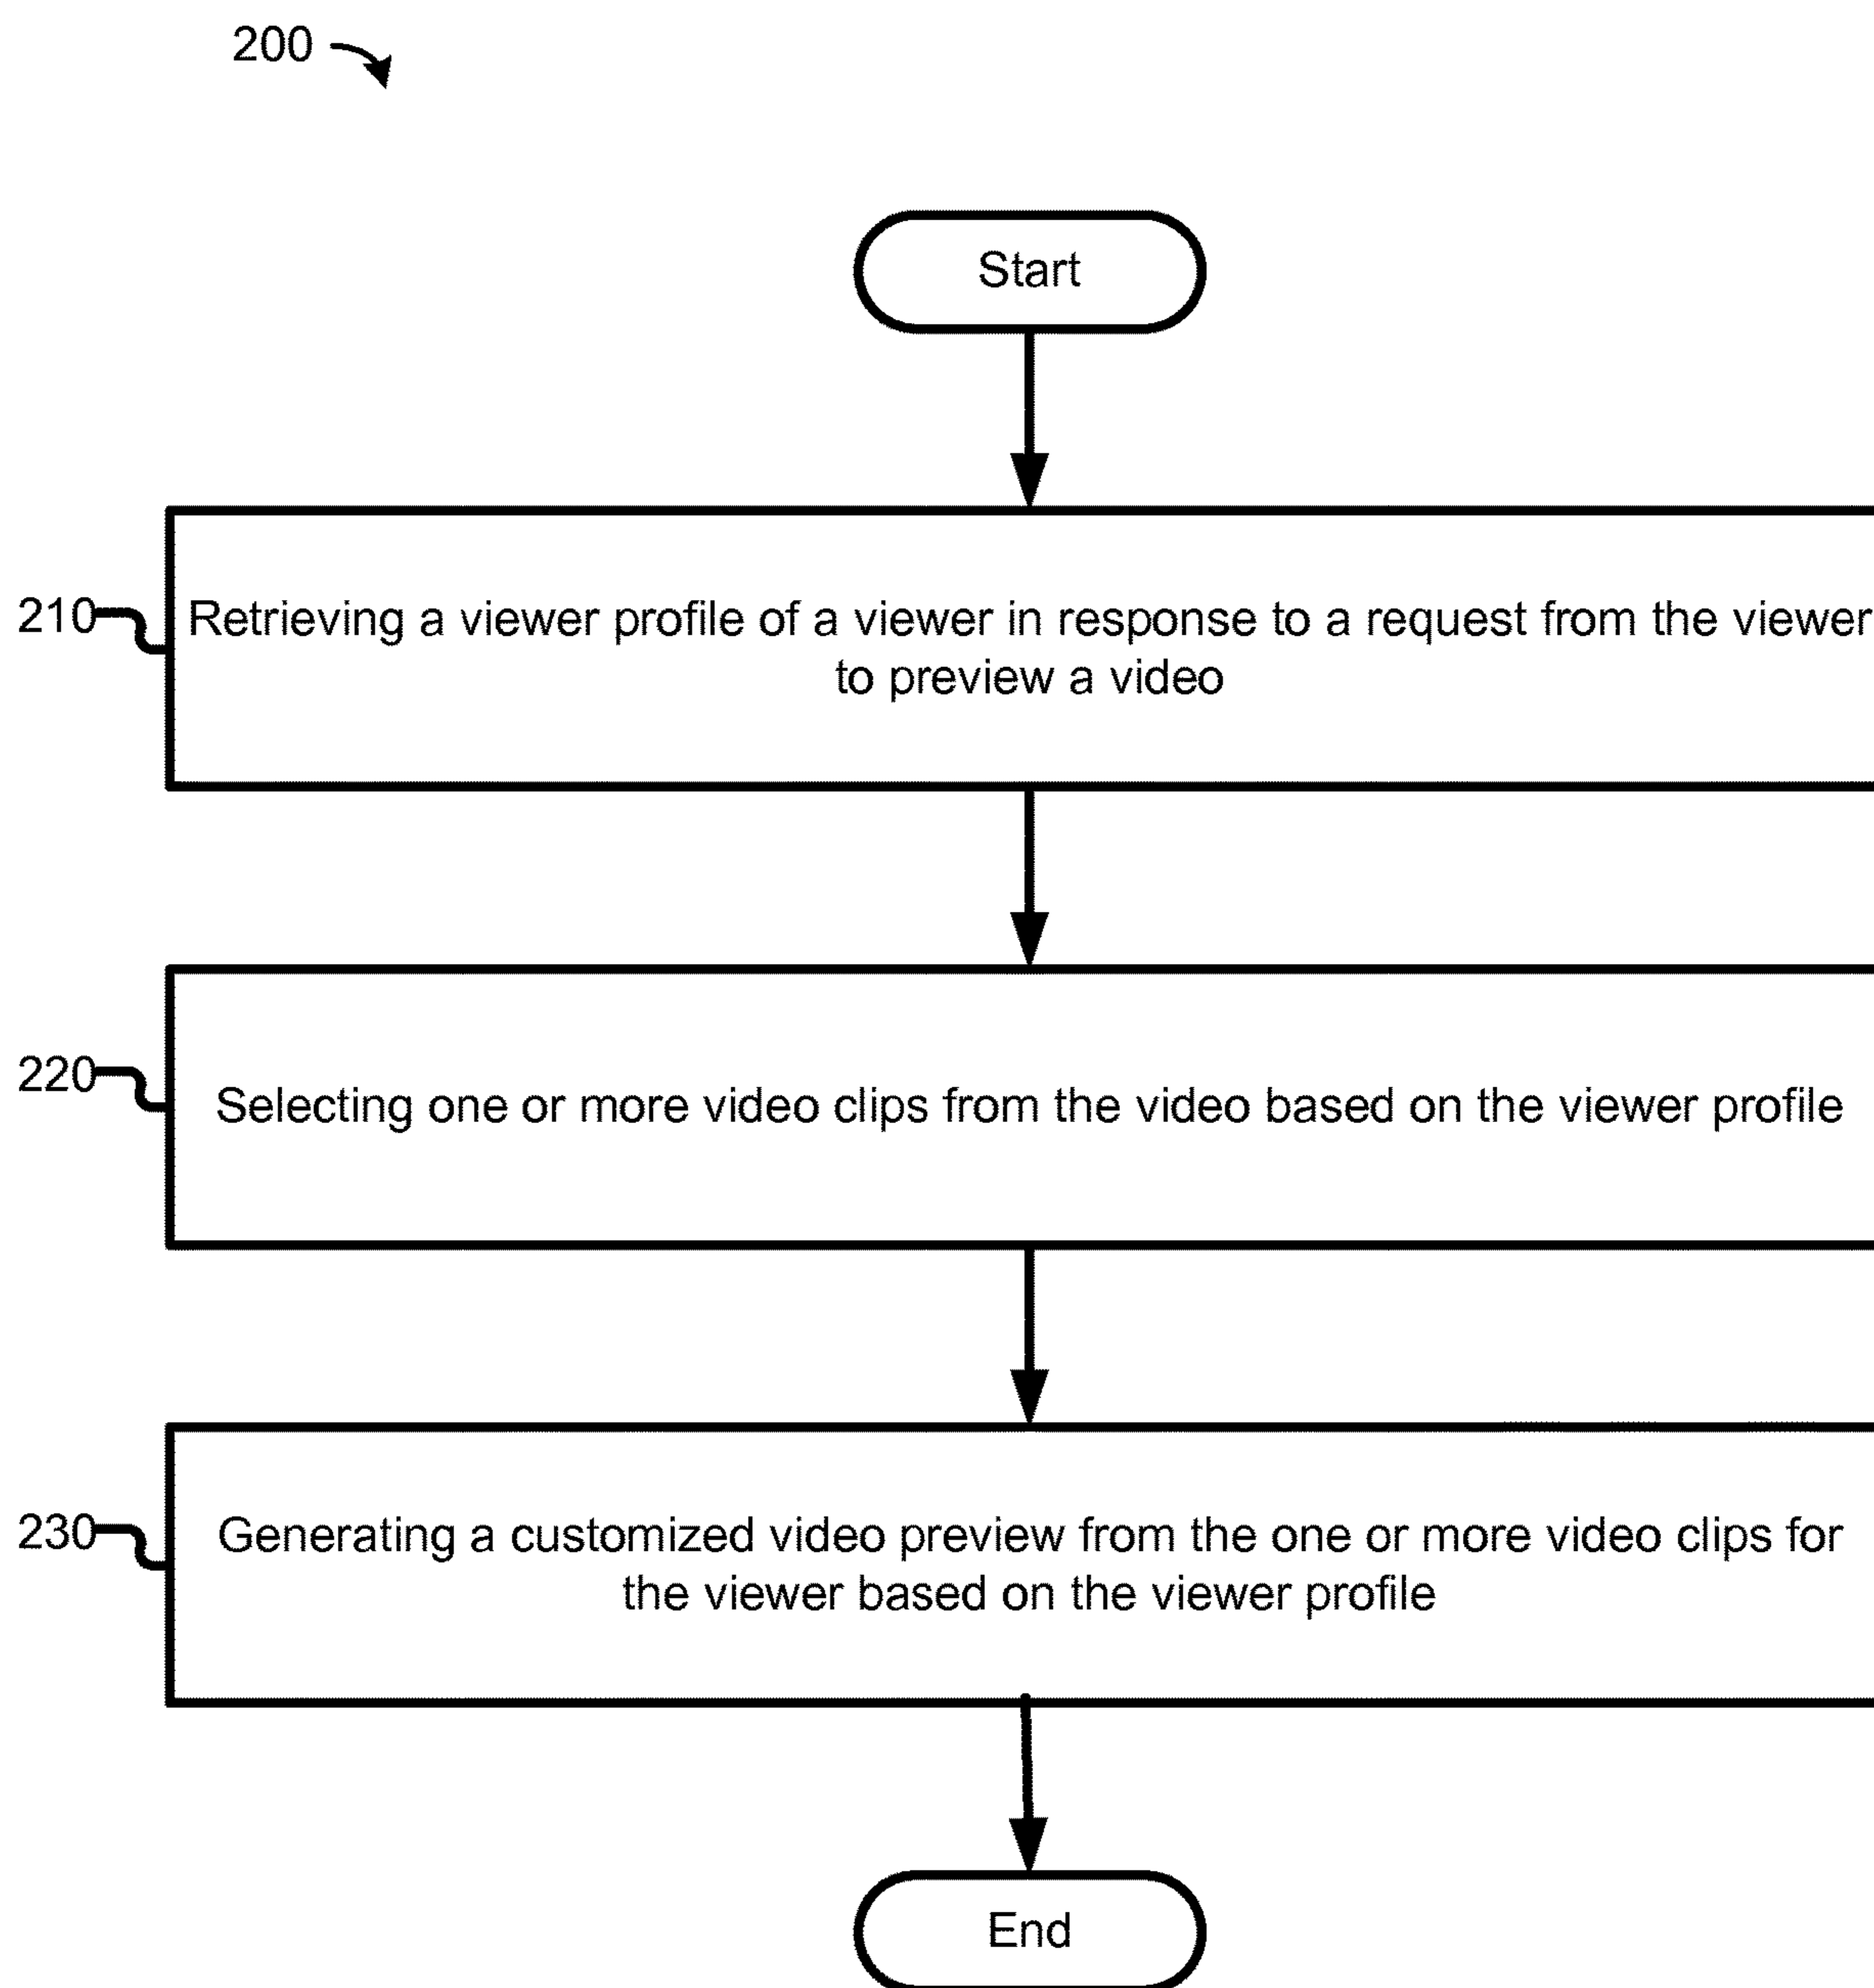 200
Start
210
Retrieving a viewer profile of a viewer in response to a request from the viewer
to preview a video
220
Selecting one or more video clips from the video based on the viewer profile
230
Generating a customized video preview from the one or more video clips for
the viewer based on the viewer profile
End